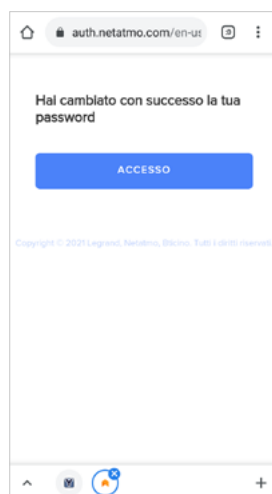 auth.netatmo.com/en-us
Hai cambiato con successo la tua
password
ACCESSO
Copyright © 2021 Legrand, Netatmo, Bticino. Tutti i diritti riservati.